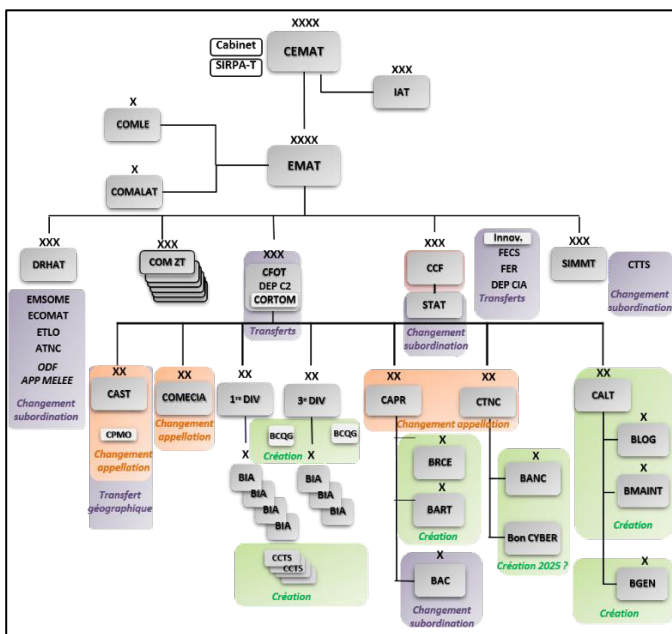 XXXX
Cabinet
SIRPA-T
CEMAT
XXX
IAT
X
COMLE
XXXX
EMAT
X
COMALAT
XXX
DRHAT
EMSOME
ECOMAT
ETLO
ATNC
ODF
APP MELEE
Changement
subordination
XXX
COM ZT
XXX
CFOT
DEP C2
CORTOM
Transferts
XXX
CCF
STAT
Changement
subordination
Innov.
FECS
FER
DEP CIA
Transferts
XXX
SIMMT
CTTS
Changement
subordination
XX
CAST
CPMO
Changement
appellation
Transfert
géographique
XX
COMECIA
Changement
appellation
XX
1re DIV
XX
3e DIV
BCQG
BCQG
Création
X
BIA
BIA
BIA
BIA
X
BIA
BIA
BIA
CCTS
CCTS
Création
XX
CAPR
XX
CTNC
Changement appellation
X
BRCE
X
BART
Création
X
BAC
Changement
subordination
X
BANC
Bon CYBER
Création 2025 ?
XX
CALT
X
BLOG
X
BMAINT
Création
X
BGEN
Création